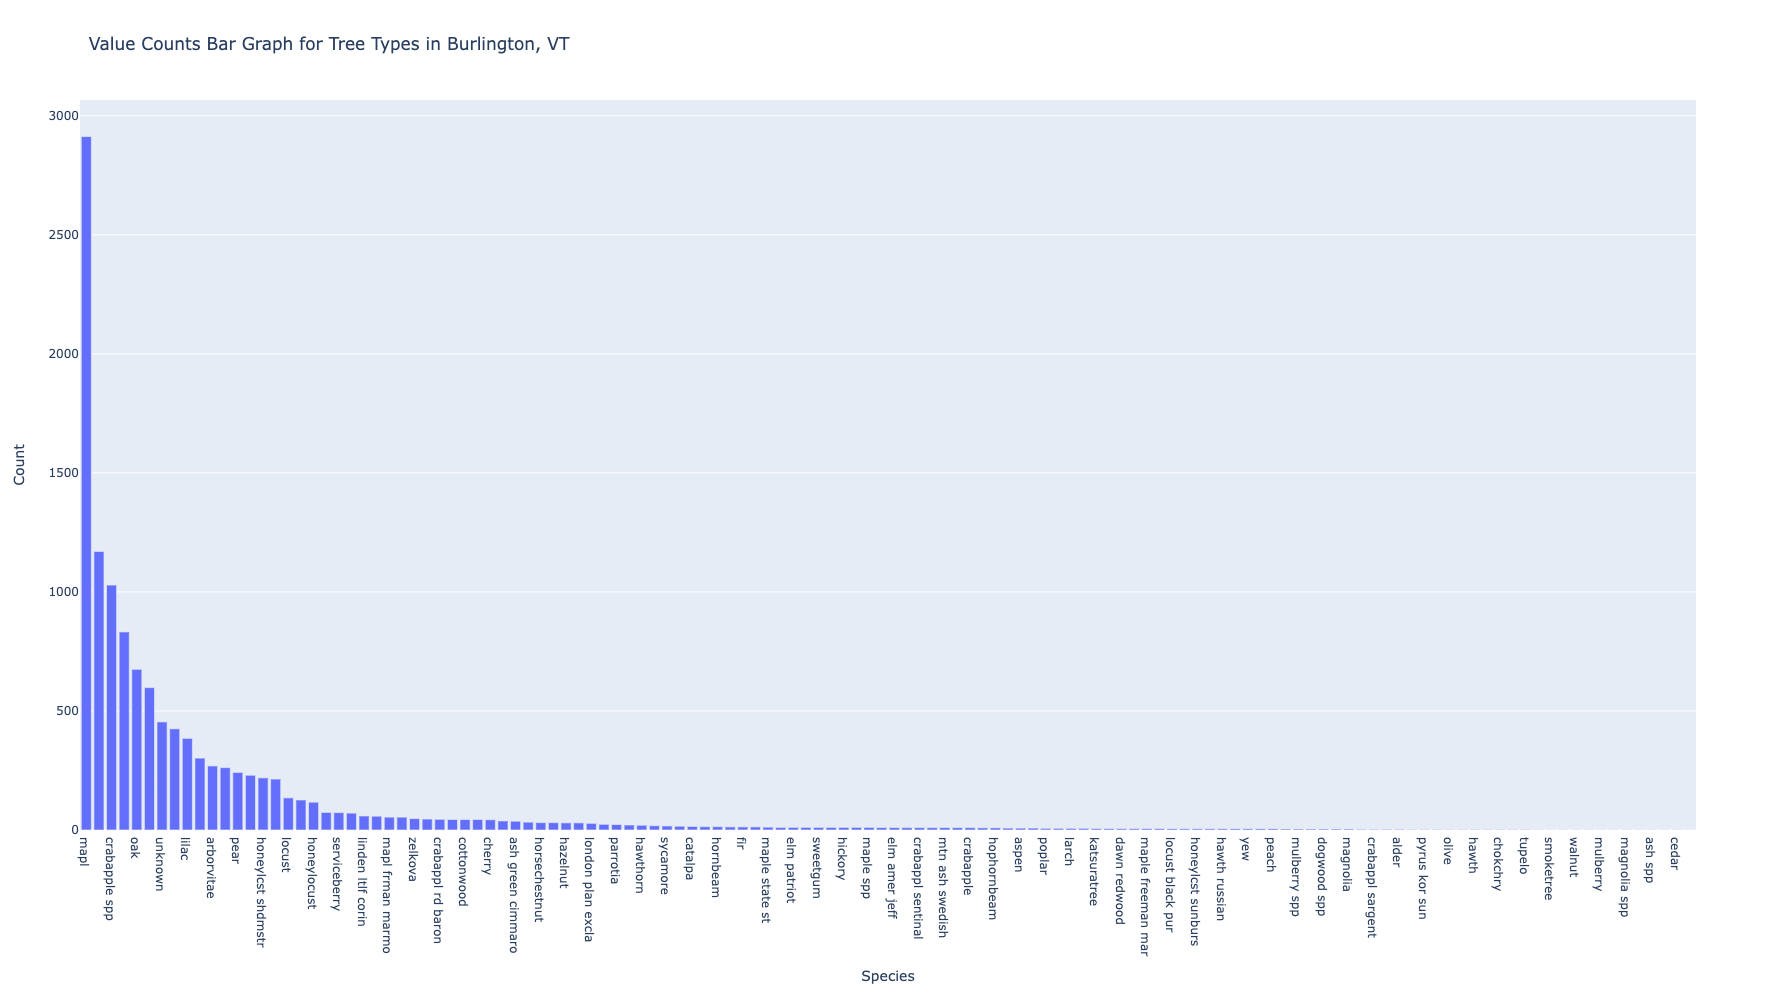 Value Counts Bar Graph for Tree Types in Burlington, VT
3000
2500
2000
1500
1000
500
0
Count
mapl
crabapple spp
oak
unknown
lilac
arborvitae
pear
honeylcst shdmstr
locust
honeylocust
serviceberry
linden ltlf corin
mapl frman marmo
zelkova
crabappl rd baron
cottonwood
cherry
ash green cimmaro
horsechestnut
hazelnut
london plan excla
parrotia
hawthorn
sycamore
catalpa
hornbeam
fir
maple state st
elm patriot
sweetgum
hickory
maple spp
elm amer jeff
crabappl sentinal
mtn ash swedish
crabapple
hophornbeam
aspen
poplar
larch
katsuratree
dawn redwood
maple freeman mar
locust black pur
honeylcst sunburs
hawth russian
yew
peach
mulberry spp
dogwood spp
magnolia
crabappl sargent
alder
pyrus kor sun
olive
hawth
chokchry
tupelo
smoketree
walnut
mulberry
magnolia spp
ash spp
cedar
Species